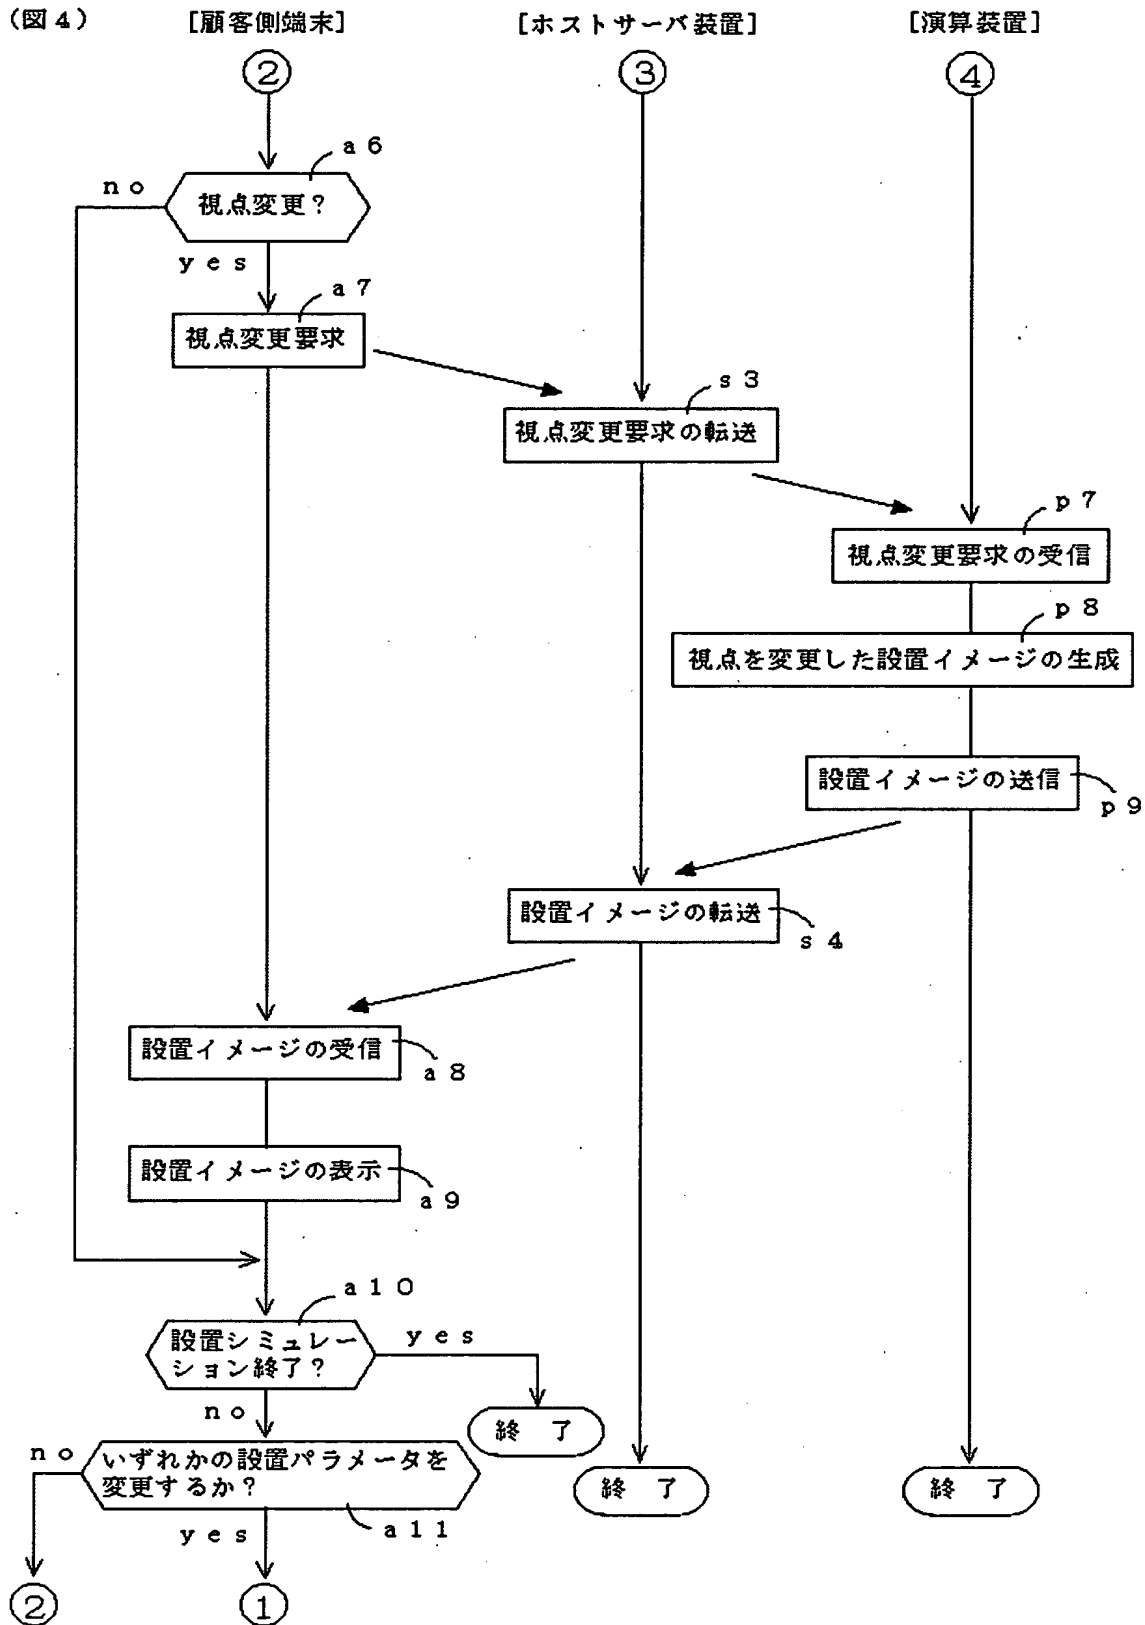 (図4)
[顧客側端末]
[ホストサーバ装置]
[演算装置]
②
③
④
a6
no
視点変更?
yes
a7
視点変更要求
s3
視点変更要求の転送
p7
視点変更要求の受信
p8
視点を変更した設置イメージの生成
設置イメージの送信
p9
設置イメージの転送
s4
設置イメージの受信
a8
設置イメージの表示
a9
a10
設置シミュレー
ション終了?
yes
no
終 了
no
いずれかの設置パラメータを
変更するか?
終 了
終 了
yes
a11
②
①